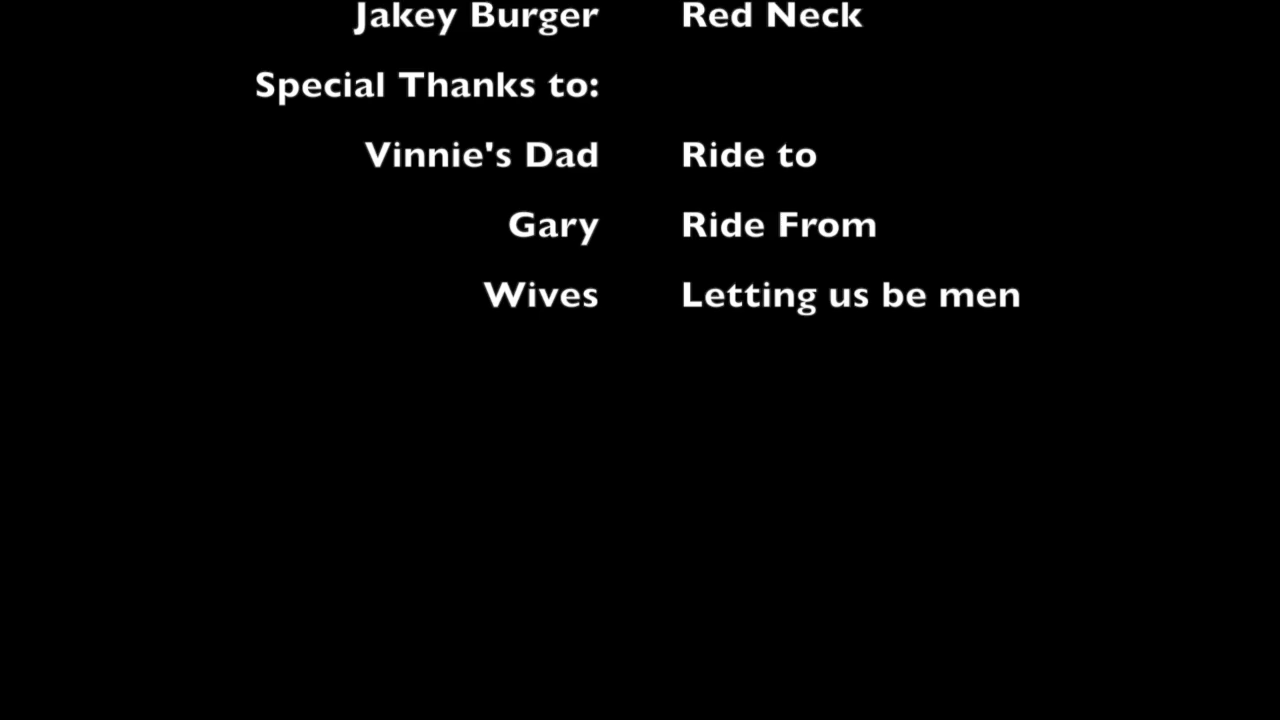 Jakey Burger Red Neck
Special Thanks to:
Vinnie's Dad Ride to
Gary Ride From
Wives Letting us be men